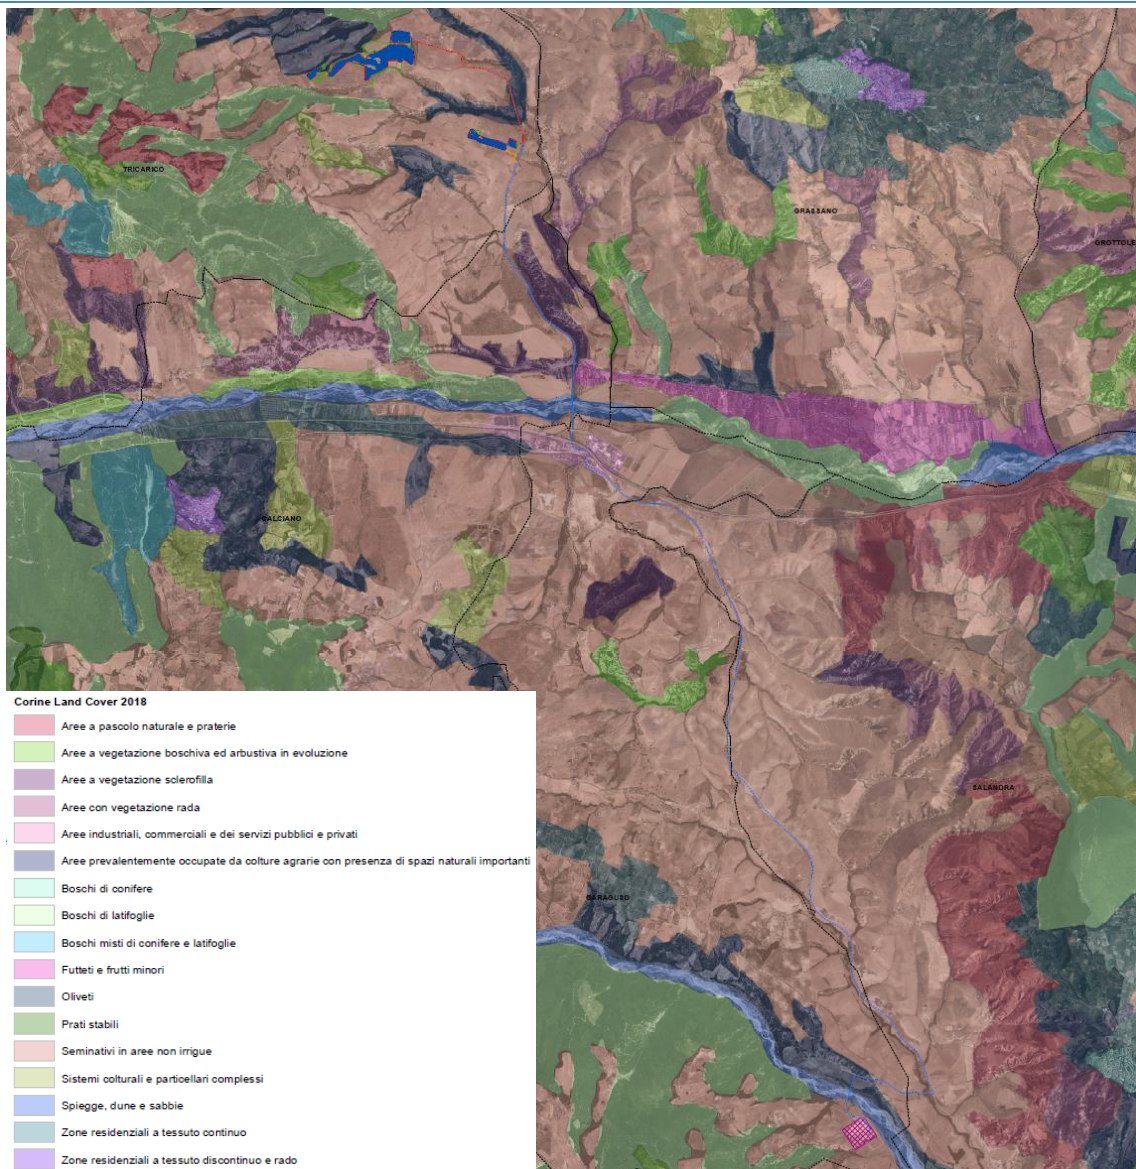 TRICARICO
GRASSANO
GROTTOLE
CALCIANO
SALANDRA
GARAGUSO
Corine Land Cover 2018
Aree a pascolo naturale e praterie
Aree a vegetazione boschiva ed arbustiva in evoluzione
Aree a vegetazione sclerofilla
Aree con vegetazione rada
Aree industriali, commerciali e dei servizi pubblici e privati
Aree prevalentemente occupate da colture agrarie con presenza di spazi naturali importanti
Boschi di conifere
Boschi di latifoglie
Boschi misti di conifere e latifoglie
Futteti e frutti minori
Oliveti
Prati stabili
Seminativi in aree non irrigue
Sistemi colturali e particellari complessi
Spiegge, dune e sabbie
Zone residenziali a tessuto continuo
Zone residenziali a tessuto discontinuo e rado